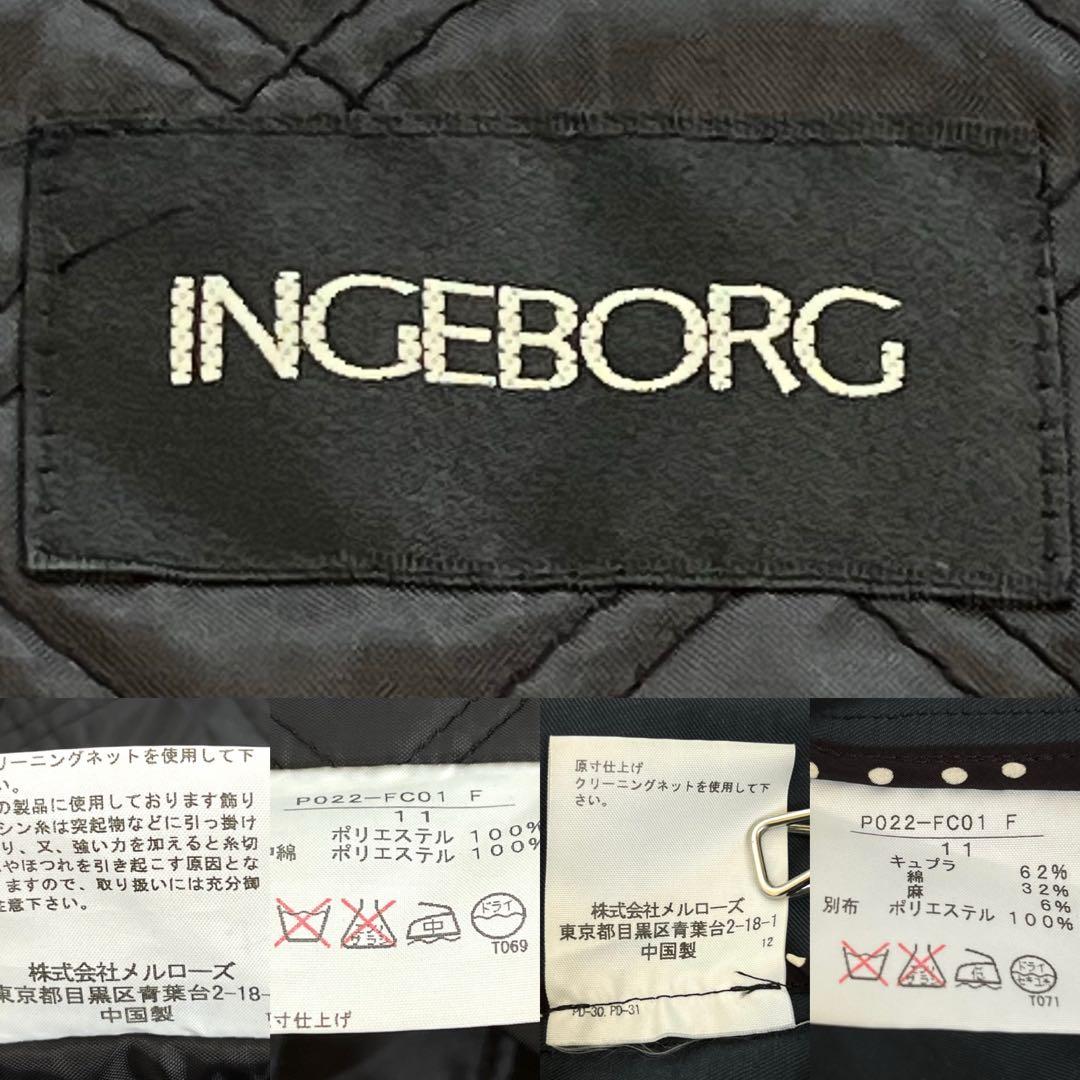 INGEBORG
リーニングネットを使用して下
い。
の製品に使用しております飾り
シン糸は突起物などに引っ掛け
り、又、強い力を加えると糸切
やほつれを引き起こす原因とな
ますので、取り扱いには充分御
注意下さい。
株式会社メルローズ
東京都目黒区青葉台2-18-
中国製
P022-FC01 F
11
ポリエステル 100%
中綿 ポリエステル 100%
ドライ
T069
原寸仕上げ
原寸仕上げ
クリーニングネットを使用して下
さい。
株式会社メルローズ
東京都目黒区青葉台2-18-1
中国製 12
PD-30.PD-31
P022-FC01 F
11
キュプラ 62%
綿 32%
麻 6%
別布 ポリエステル 100%
ドライ
セキユ系
T071